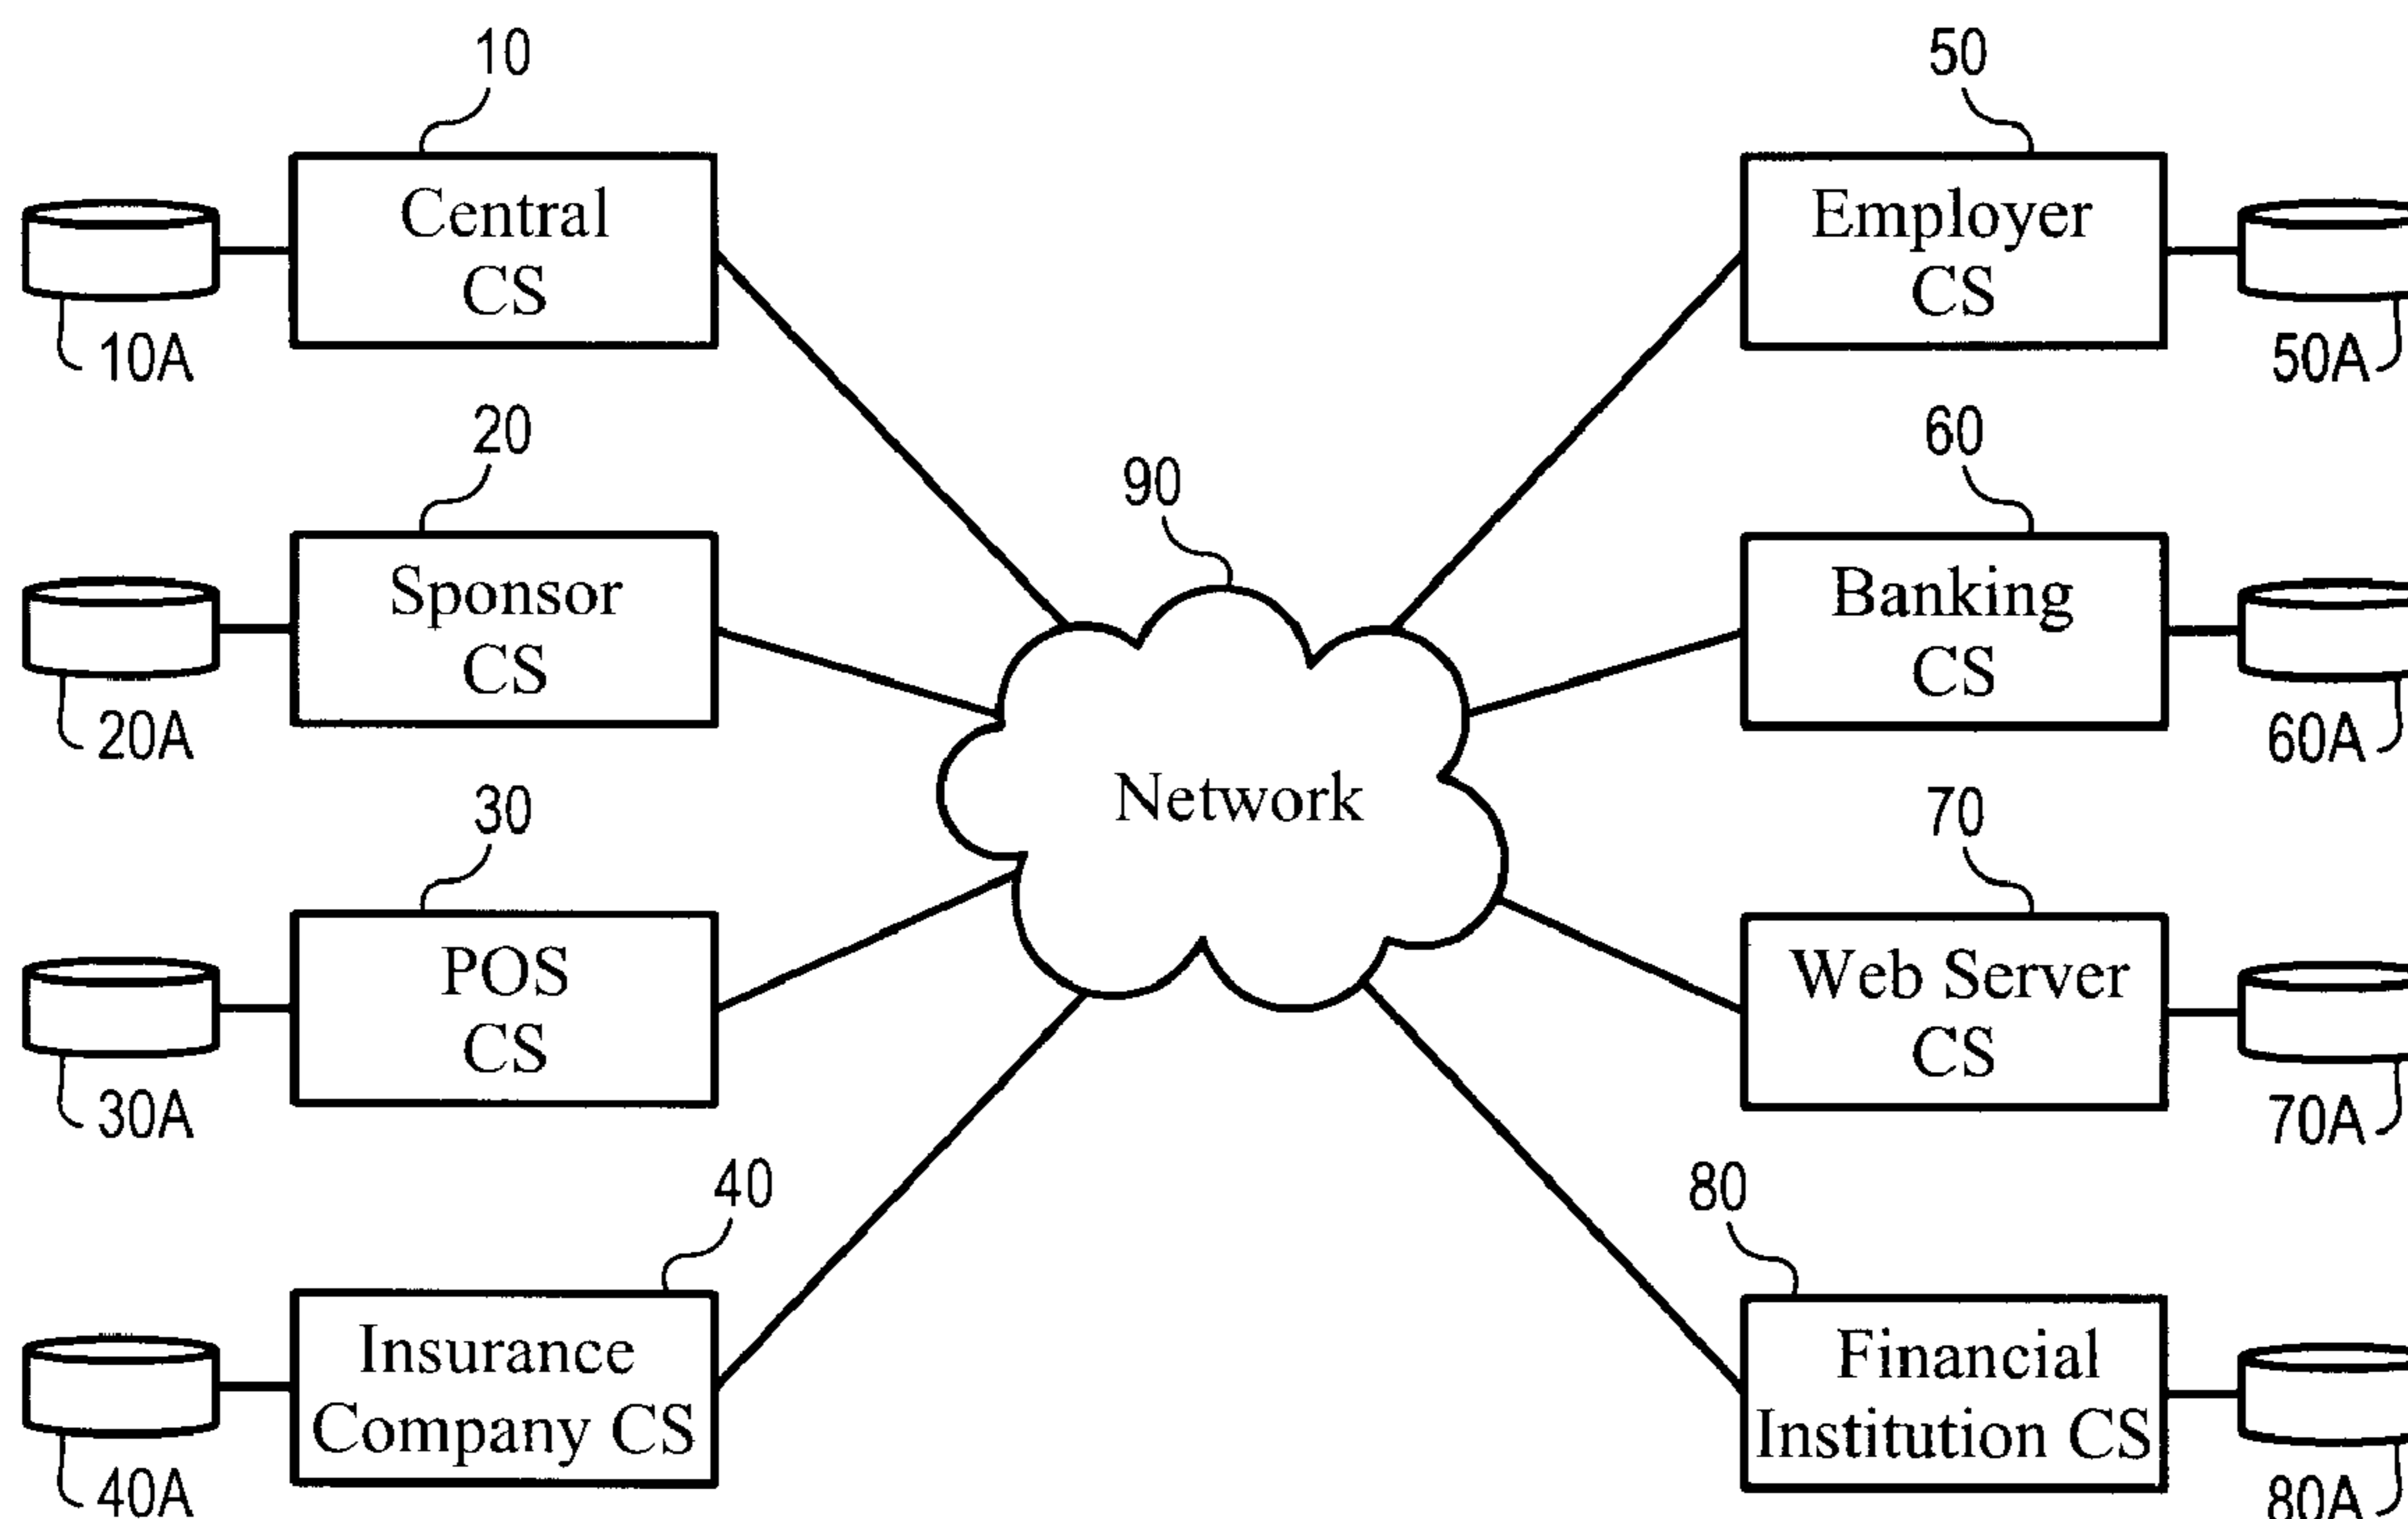 10
Central
CS
10A
20
Sponsor
CS
20A
30
POS
CS
30A
40
Insurance
Company CS
40A
90
Network
50
Employer
CS
50A
60
Banking
CS
60A
70
Web Server
CS
70A
80
Financial
Institution CS
80A